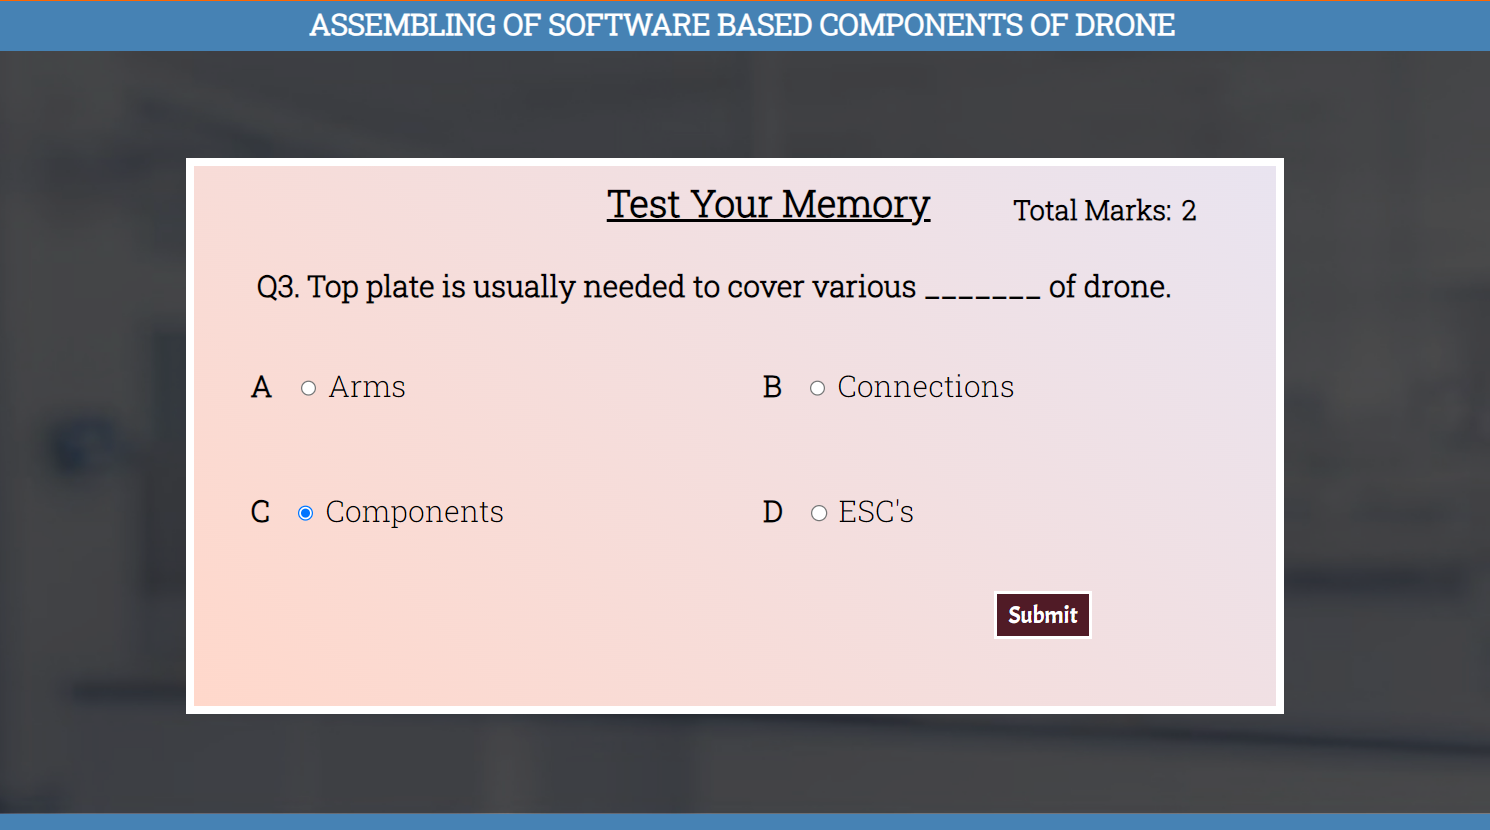 ASSEMBLING OF SOFTWARE BASED COMPONENTS OF DRONE
Test Your Memory
Total Marks: 2
Q3. Top plate is usually needed to cover various _______ of drone.
A Arms
B Connections
C Components
D ESC's
Submit